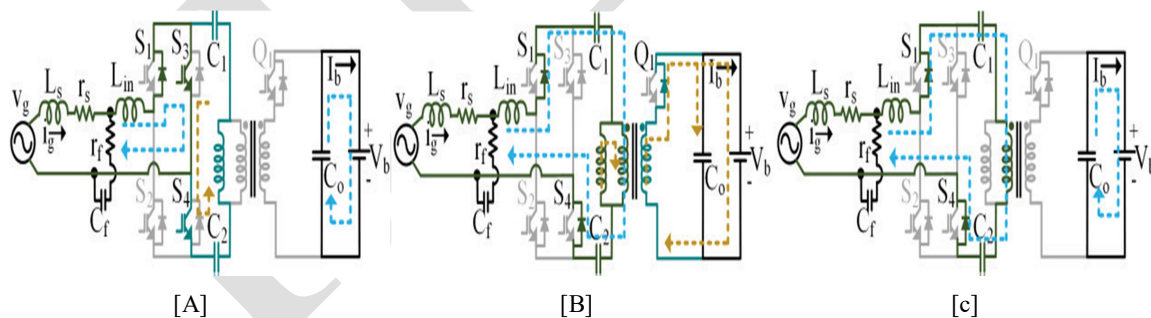 S1 S3 C1 Q1 Ib
Ls rs Lin
vg ig rf
Co + Vb -
S2 S4 Cf C2
S1 S3 C1 Q1 Ib
Ls rs Lin
vg ig rf
Co + Vb -
S2 S4 Cf C2
S1 S3 C1 Q1 Ib
Ls rs Lin
vg ig rf
Co + Vb -
S2 S4 Cf C2
[A] [B] [c]